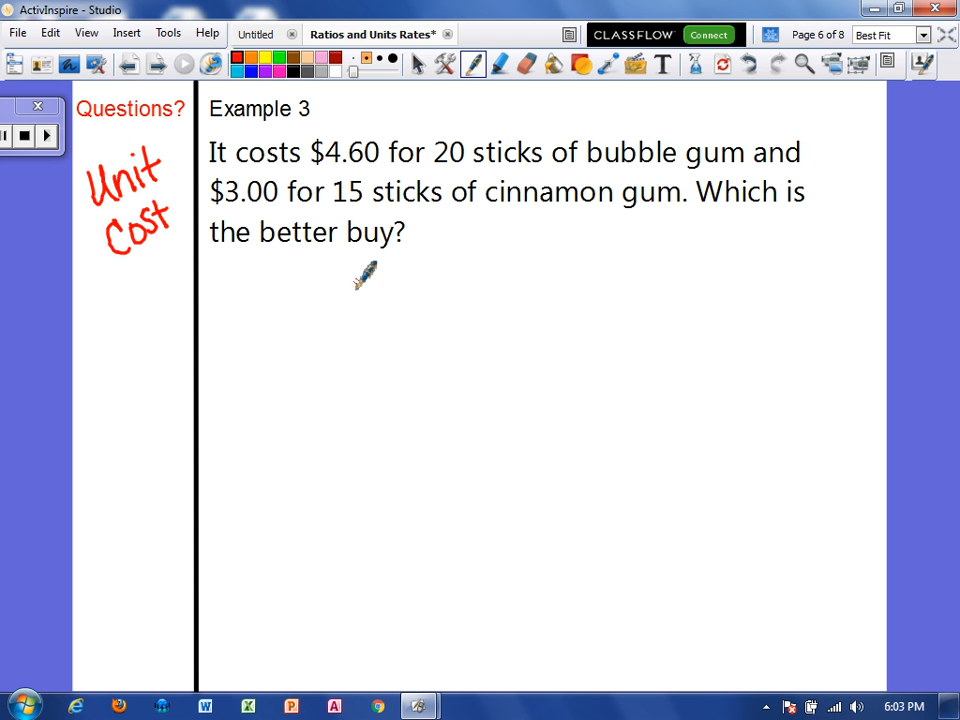 ActivInspire - Studio
File Edit View Insert Tools Help
Untitled
Ratios and Units Rates*
CLASSFLOW Connect
Page 6 of 8
Best Fit
Questions?
Unit
Cost
Example 3
It costs $4.60 for 20 sticks of bubble gum and
$3.00 for 15 sticks of cinnamon gum. Which is
the better buy?
6:03 PM